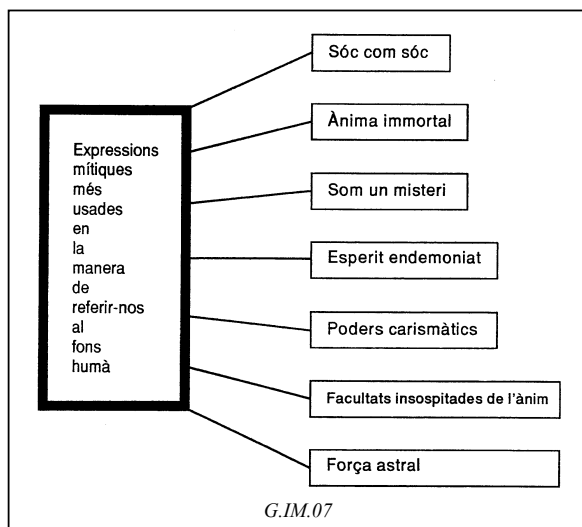 Expressions
mítiques
més
usades
en
la
manera
de
referir-nos
al
fons
humà
Sóc com sóc
Ànima immortal
Som un misteri
Esperit endemoniat
Poders carismàtics
Facultats insospitades de l'ànim
Força astral
G.IM.07